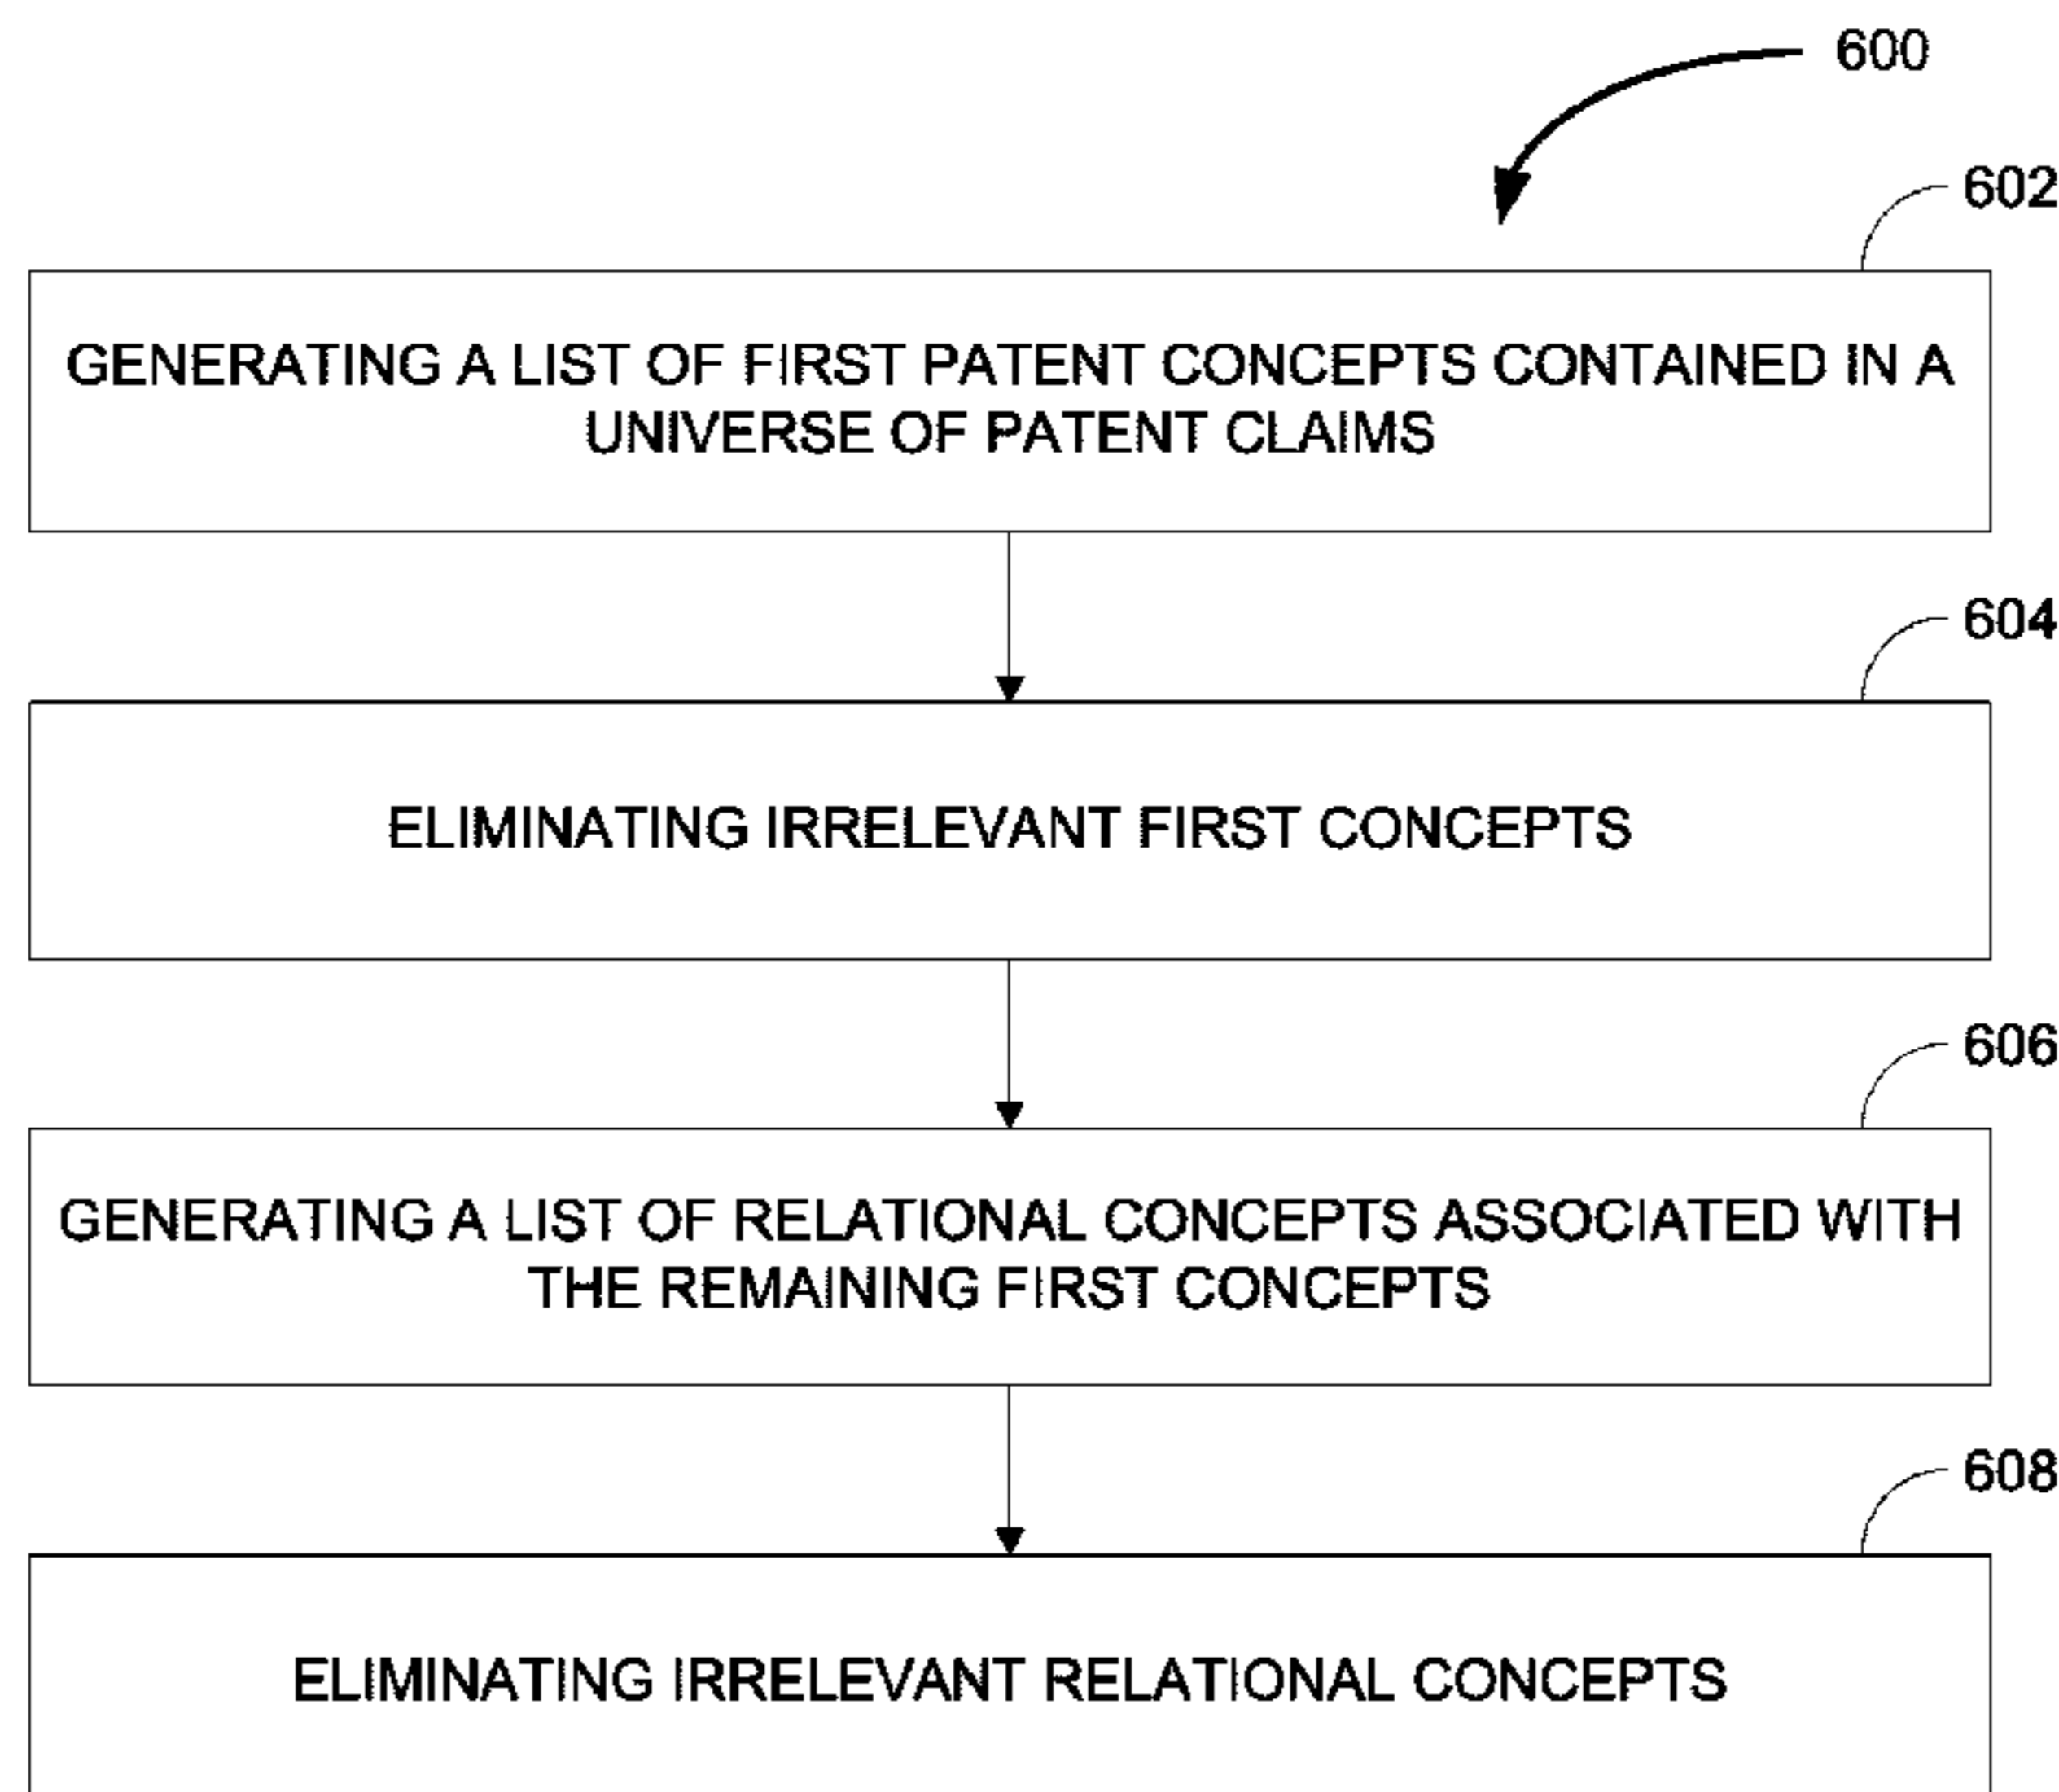 600
602
GENERATING A LIST OF FIRST PATENT CONCEPTS CONTAINED IN A
UNIVERSE OF PATENT CLAIMS
604
ELIMINATING IRRELEVANT FIRST CONCEPTS
606
GENERATING A LIST OF RELATIONAL CONCEPTS ASSOCIATED WITH
THE REMAINING FIRST CONCEPTS
608
ELIMINATING IRRELEVANT RELATIONAL CONCEPTS